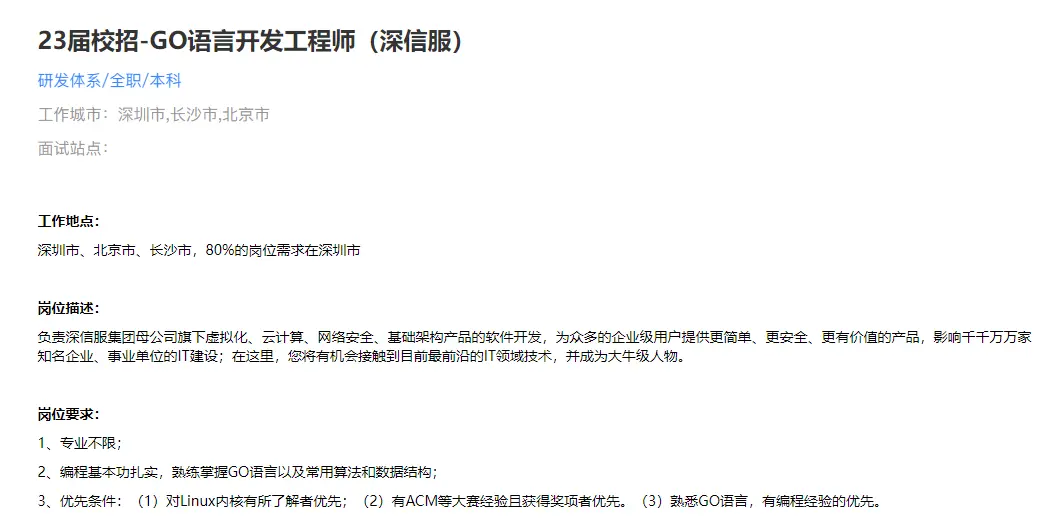 23届校招-GO语言开发工程师（深信服）
研发体系/全职/本科
工作城市：深圳市,长沙市,北京市
面试站点：
工作地点：
深圳市、北京市、长沙市，80%的岗位需求在深圳市
岗位描述：
负责深信服集团母公司旗下虚拟化、云计算、网络安全、基础架构产品的软件开发，为众多的企业级用户提供更简单、更安全、更有价值的产品，影响千千万万家
知名企业、事业单位的IT建设；在这里，您将有机会接触到目前最前沿的IT领域技术，并成为大牛级人物。
岗位要求：
1、专业不限；
2、编程基本功扎实，熟练掌握GO语言以及常用算法和数据结构；
3、优先条件：（1）对Linux内核有所了解者优先；（2）有ACM等大赛经验且获得奖项者优先。（3）熟悉GO语言，有编程经验的优先。